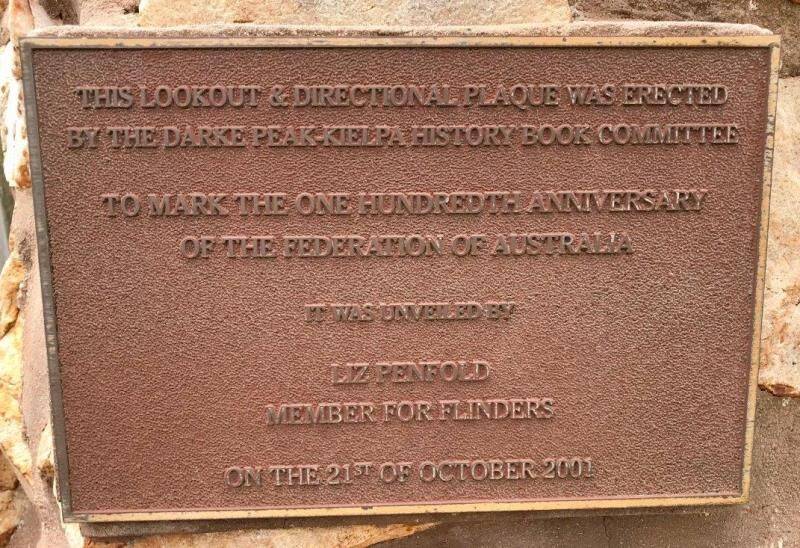 THIS LOOKOUT & DIRECTIONAL PLAQUE WAS ERECTED
BY THE DARKE PEAK-KIELPA HISTORY BOOK COMMITTEE
TO MARK THE ONE HUNDREDTH ANNIVERSARY
OF THE FEDERATION OF AUSTRALIA
IT WAS UNVEILED BY
LIZ PENFOLD
MEMBER FOR FLINDERS
ON THE 21ST OF OCTOBER 2001